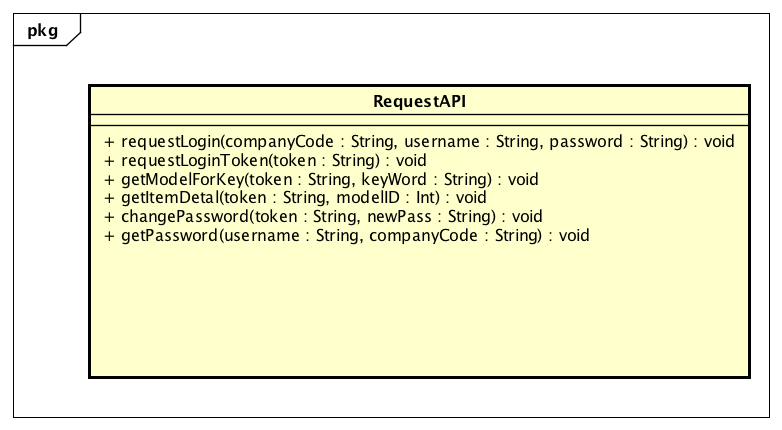 pkg
RequestAPI
+ requestLogin(companyCode : String, username : String, password : String) : void
+ requestLoginToken(token : String) : void
+ getModelForKey(token : String, keyWord : String) : void
+ getItemDetal(token : String, modelID : Int) : void
+ changePassword(token : String, newPass : String) : void
+ getPassword(username : String, companyCode : String) : void